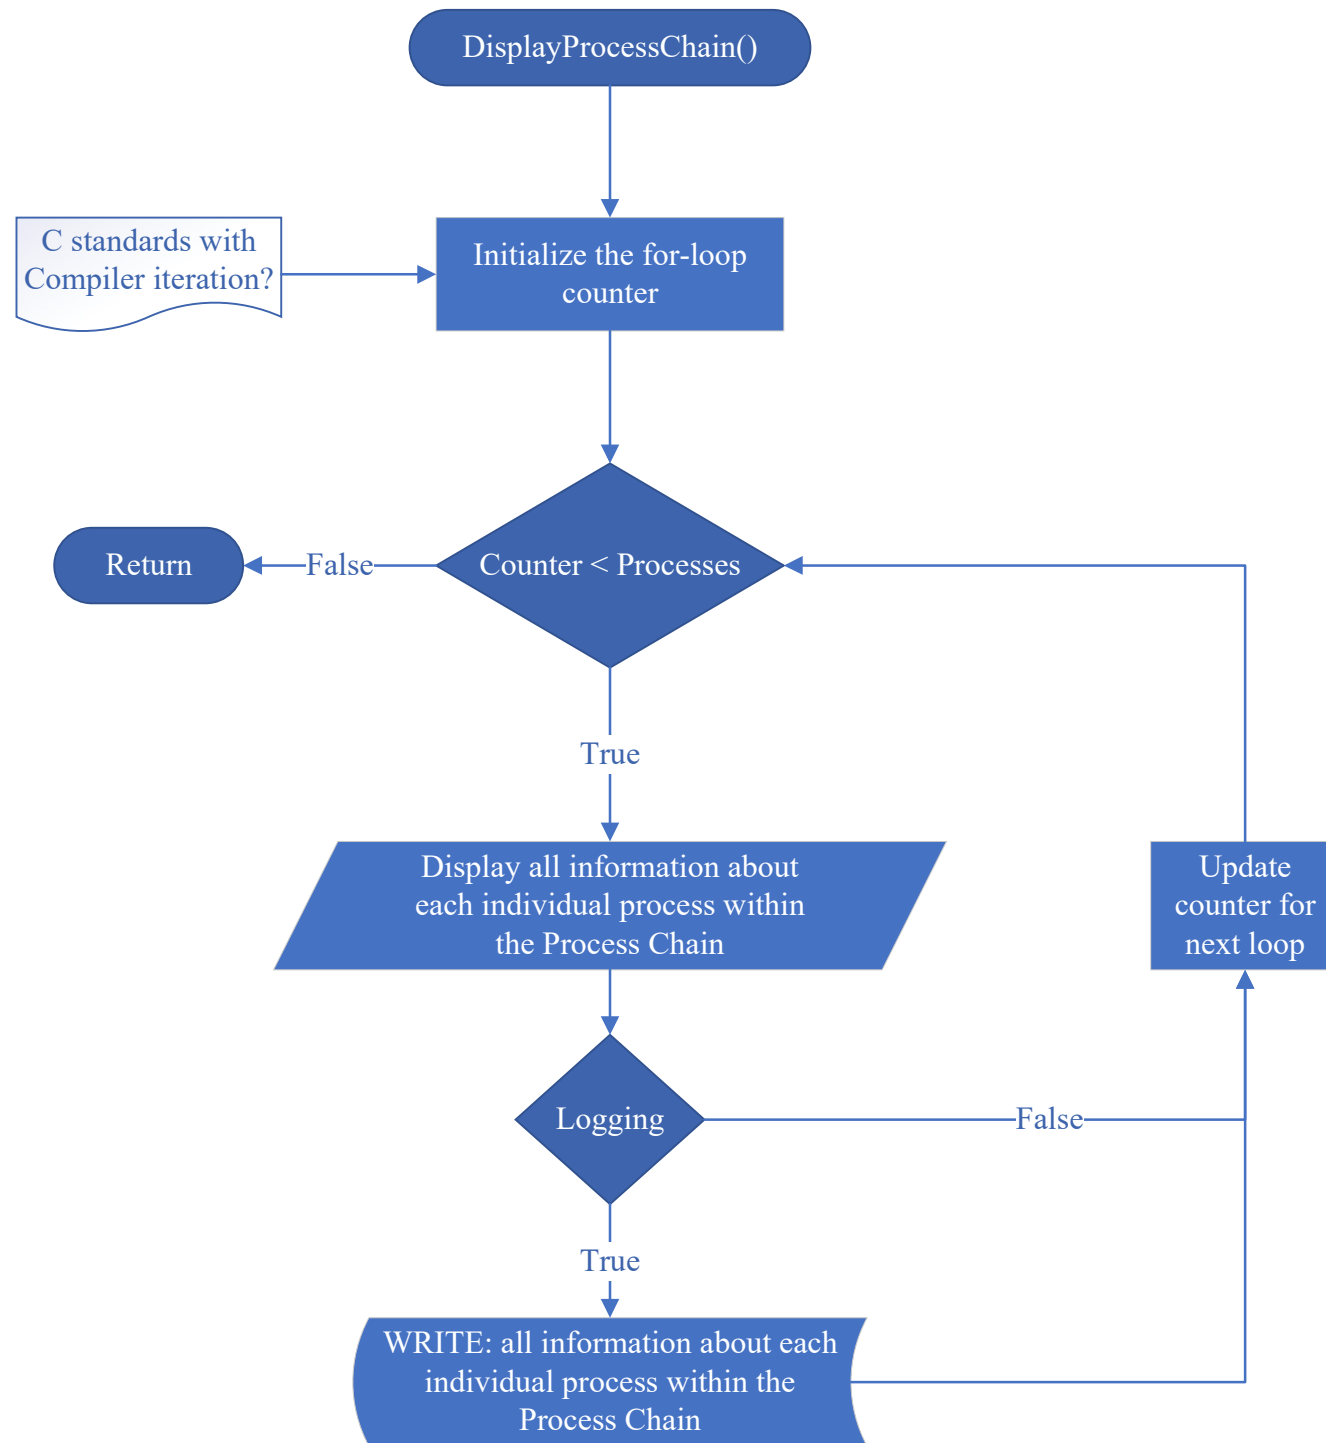 DisplayProcessChain()
C standards with
Compiler iteration?
Initialize the for-loop
counter
Return
False
Counter < Processes
True
Display all information about
each individual process within
the Process Chain
Update
counter for
next loop
Logging
False
True
WRITE: all information about each
individual process within the
Process Chain